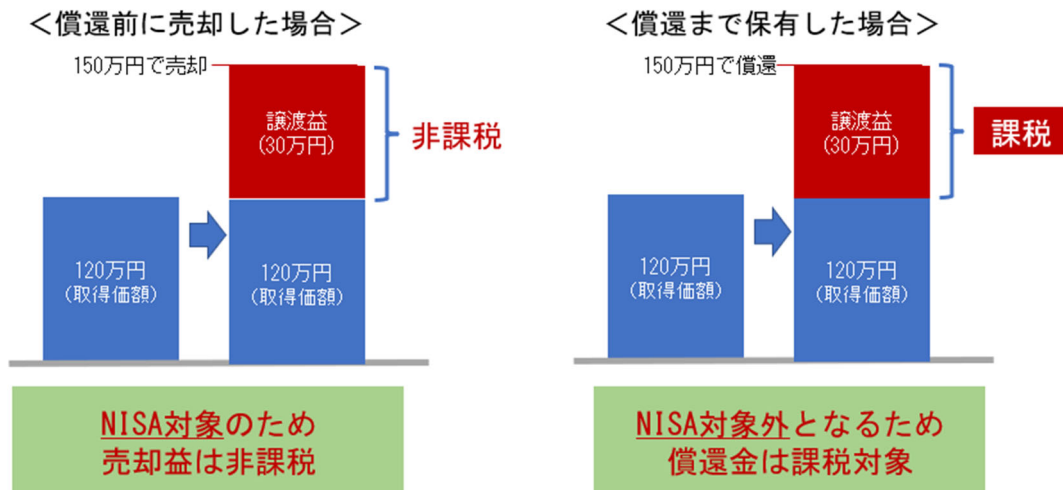 ＜償還前に売却した場合＞
150万円で売却
譲渡益
(30万円)
非課税
120万円
(取得価額)
120万円
(取得価額)
NISA対象のため
売却益は非課税
＜償還まで保有した場合＞
150万円で償還
譲渡益
(30万円)
課税
120万円
(取得価額)
120万円
(取得価額)
NISA対象外となるため
償還金は課税対象